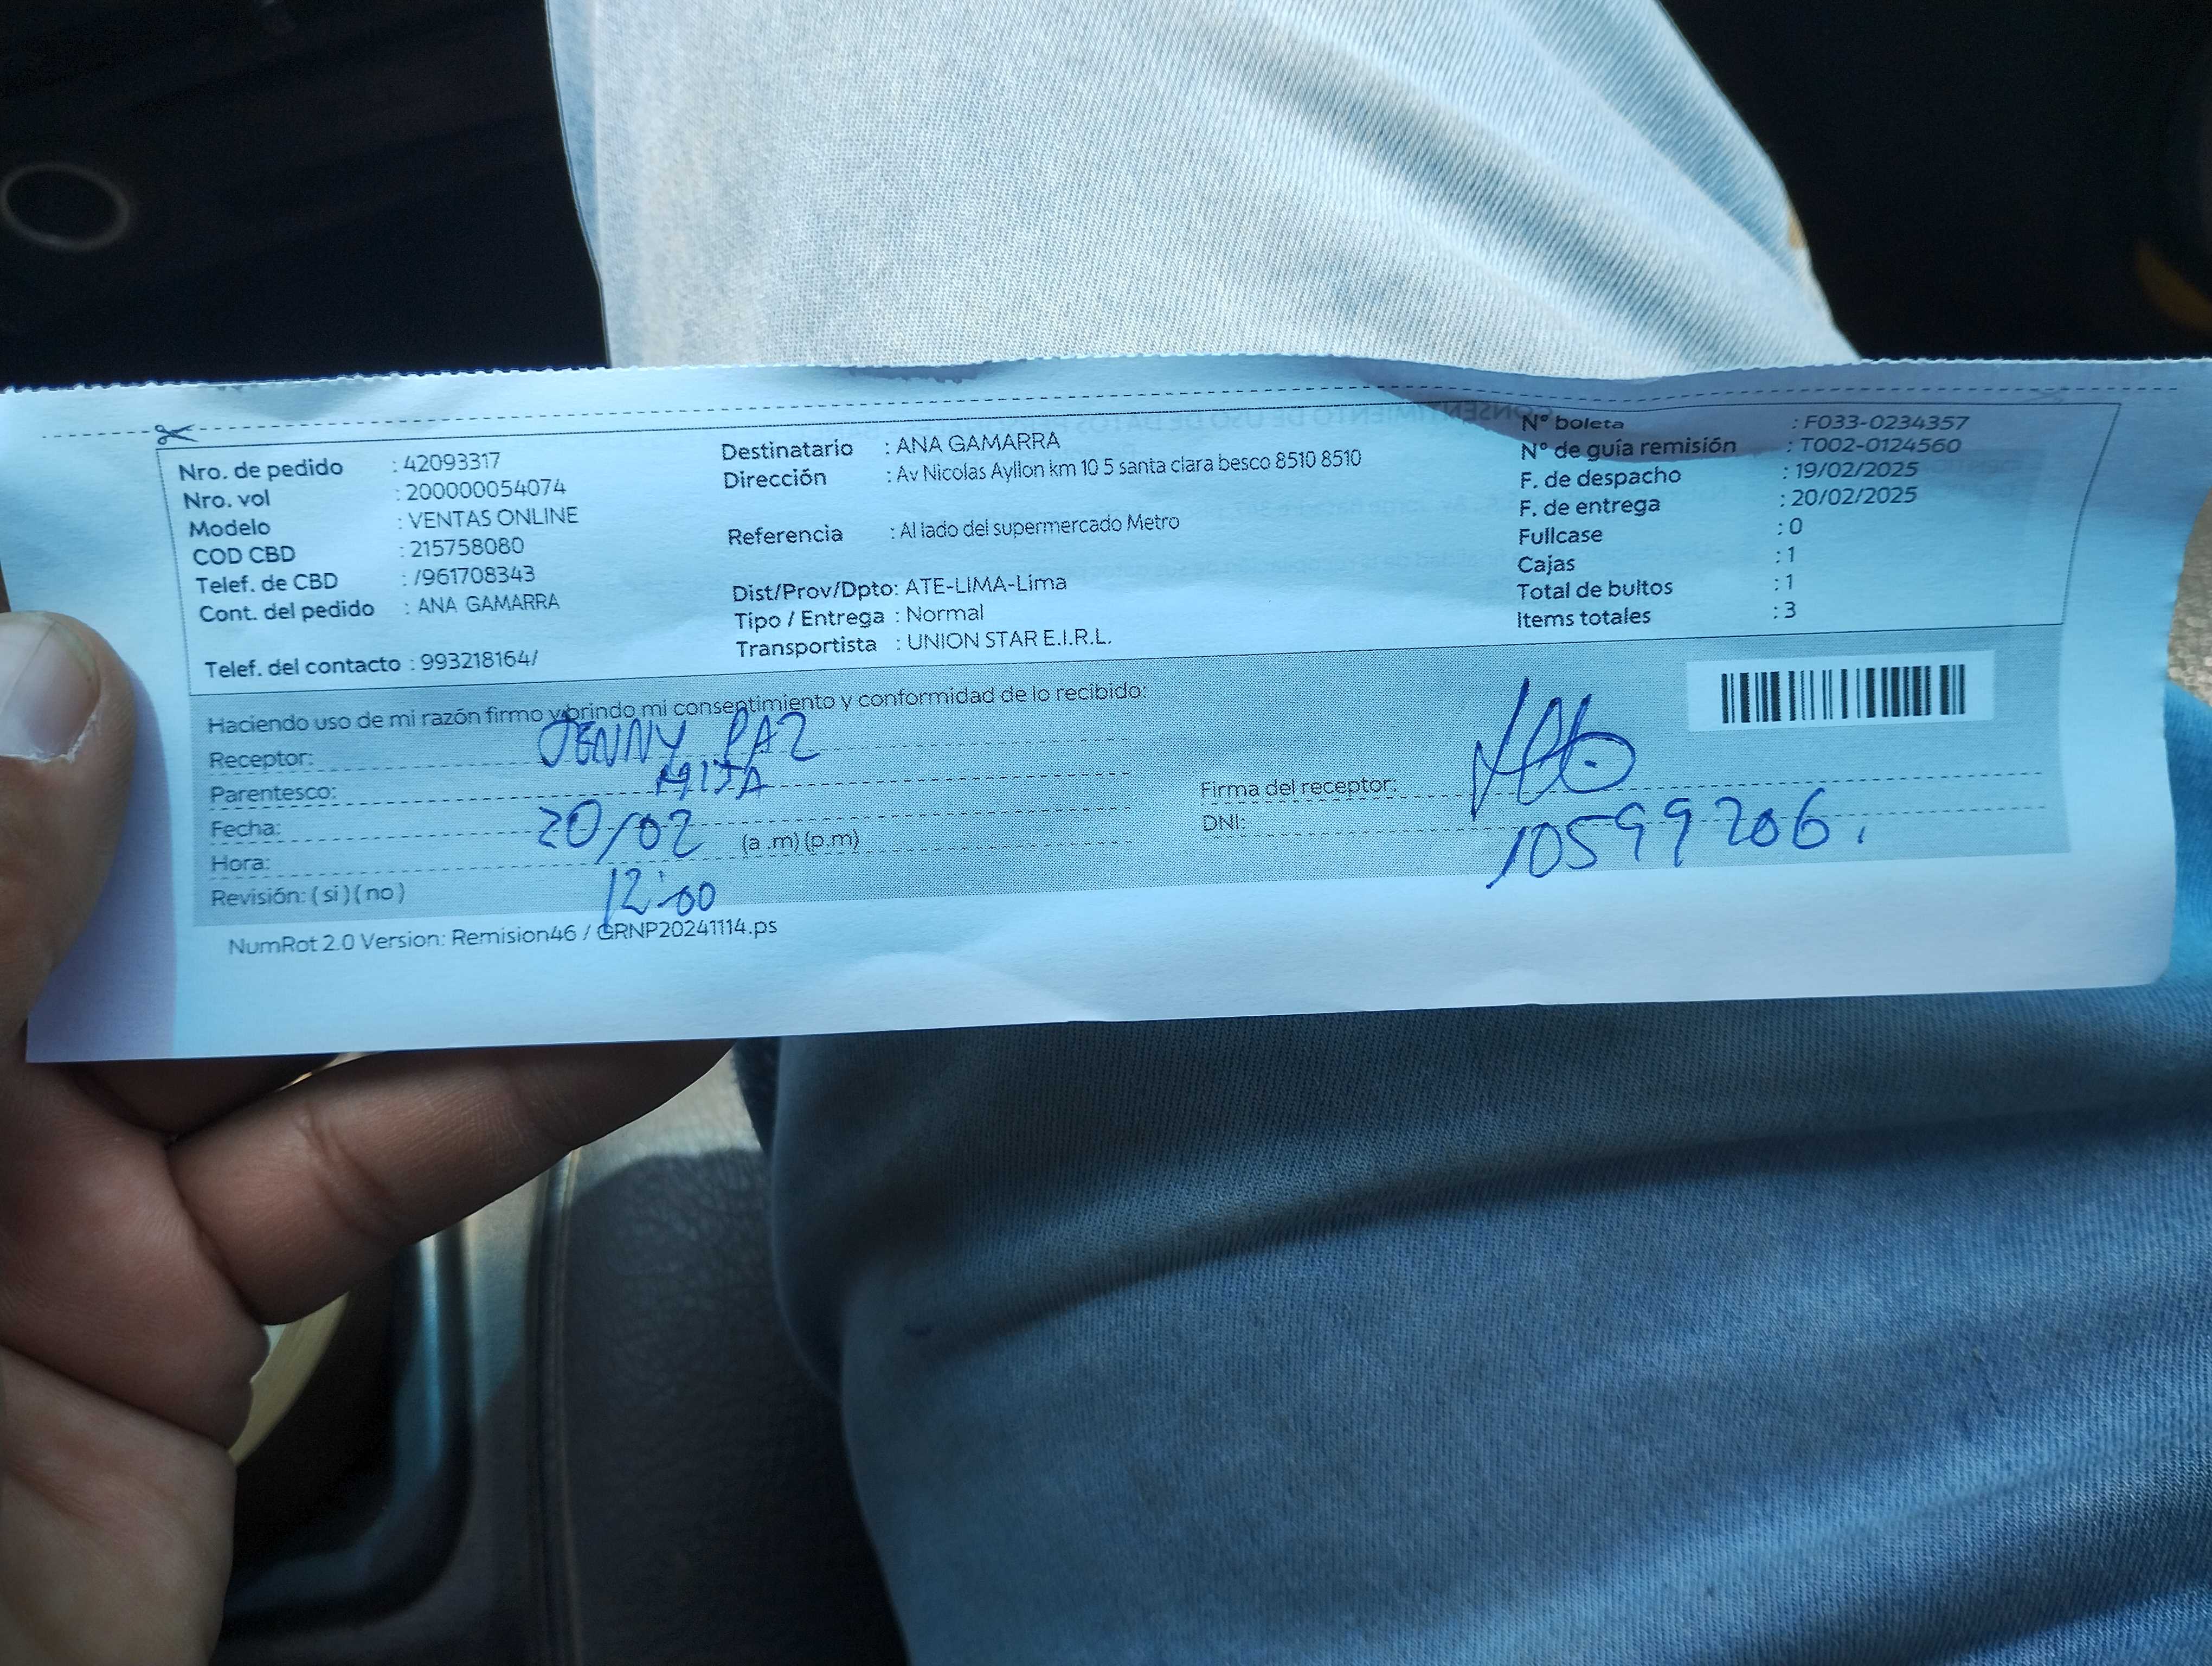 Nro. de pedido : 42093317
Nro. vol : 200000054074
Modelo : VENTAS ONLINE
COD CBD : 215758080
Telef. de CBD : /961708343
Cont. del pedido : ANA GAMARRA
Telef. del contacto : 993218164/
Destinatario : ANA GAMARRA
Dirección : Av Nicolas Ayllon km 10 5 santa clara besco 8510 8510
Referencia : Al lado del supermercado Metro
Dist/Prov/Dpto: ATE-LIMA-Lima
Tipo / Entrega : Normal
Transportista : UNION STAR E.I.R.L.
N° boleta : F033-0234357
N° de guía remisión : T002-0124560
F. de despacho : 19/02/2025
F. de entrega : 20/02/2025
Fullcase : 0
Cajas : 1
Total de bultos : 1
Items totales : 3
Haciendo uso de mi razón firmo y brindo mi consentimiento y conformidad de lo recibido:
Receptor: JENNY PAZ
Parentesco:
Fecha: 20/02
Hora: (a .m) (p.m)
12:00
Revisión: ( si ) ( no )
Firma del receptor:
DNI: 10599206.
NumRot 2.0 Version: Remision46 / GRNP20241114.ps